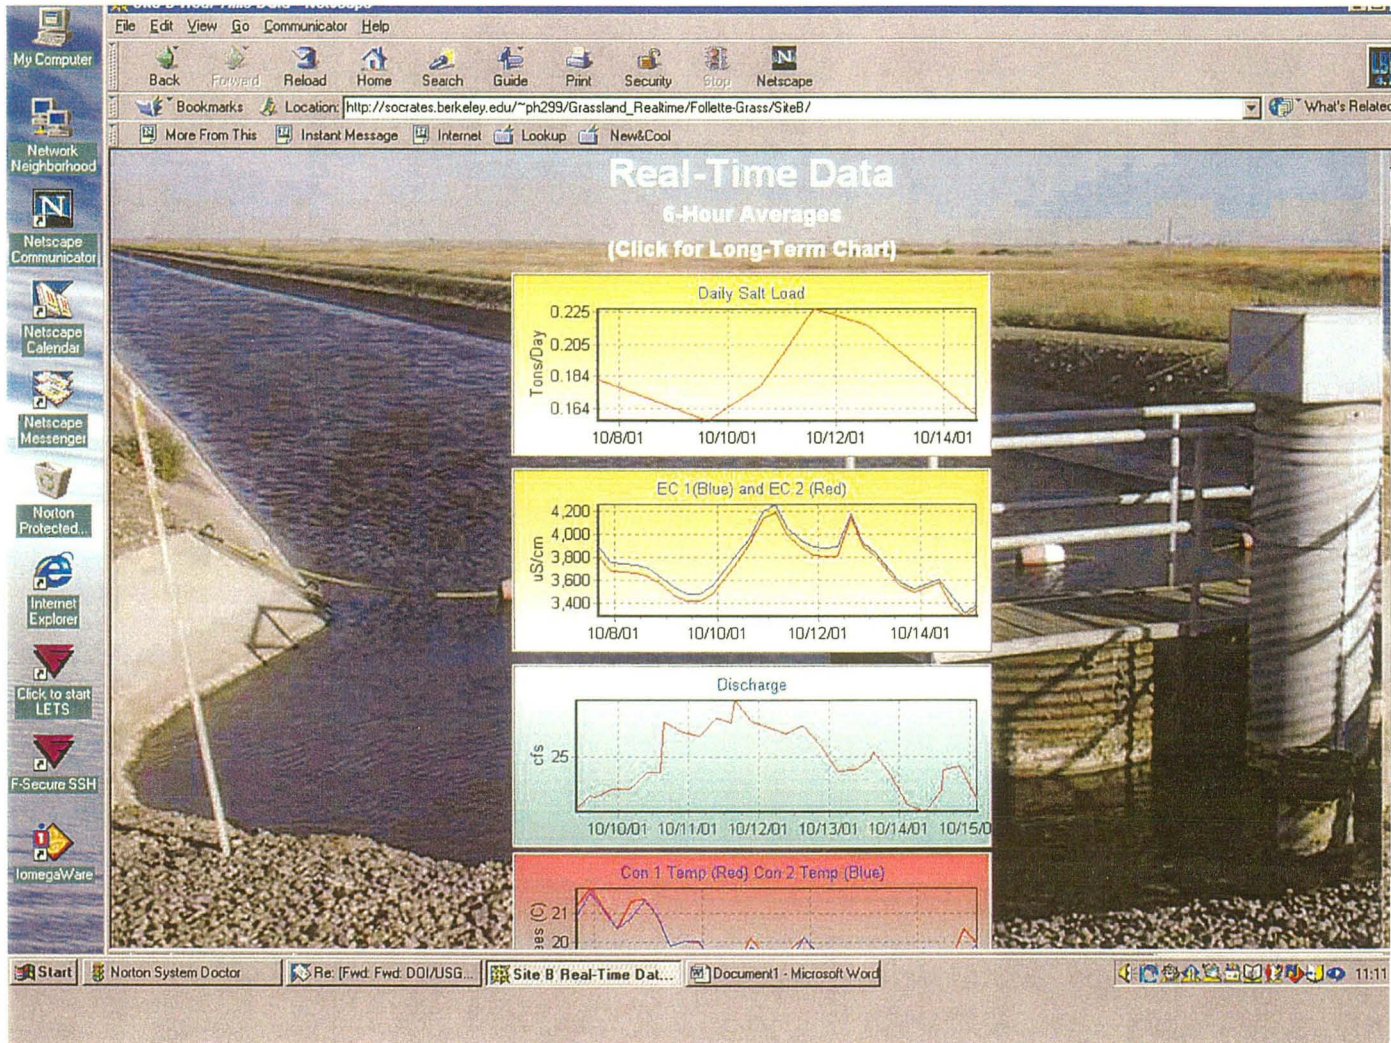 My Computer
Network
Neighborhood
Netscape
Communicator
Netscape
Calendar
Netscape
Messenger
Norton
Protected...
Internet
Explorer
Click to start
LETS
F-Secure SSH
IomegaWare
File Edit View Go Communicator Help
Back Forward Reload Home Search Guide Print Security Stop Netscape
Bookmarks Location: http://socrates.berkeley.edu/~ph299/Grassland_Realtime/Follette-Grass/SiteB/ What's Related
More From This Instant Message Internet Lookup New&Cool
Real-Time Data
6-Hour Averages
(Click for Long-Term Chart)
Daily Salt Load
Tons/Day
0.225
0.205
0.184
0.164
10/8/01 10/10/01 10/12/01 10/14/01
EC 1(Blue) and EC 2 (Red)
uS/cm
4,200
4,000
3,800
3,600
3,400
10/8/01 10/10/01 10/12/01 10/14/01
Discharge
cfs
25
10/10/01 10/11/01 10/12/01 10/13/01 10/14/01 10/15/0
Con 1 Temp (Red) Con 2 Temp (Blue)
ees (C)
21
20
Start Norton System Doctor Re: [Fwd: Fwd: DOI/USG... Site B Real-Time Dat... Document1 - Microsoft Word 11:11